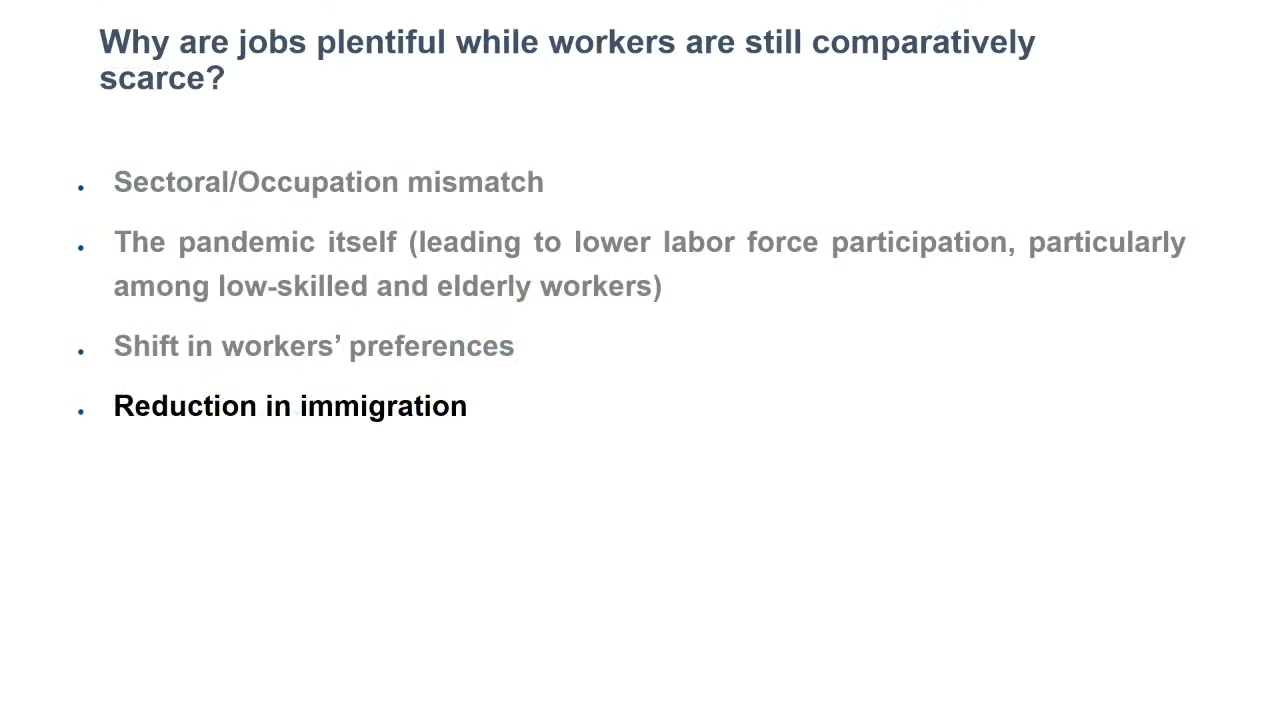 Why are jobs plentiful while workers are still comparatively
scarce?
• Sectoral/Occupation mismatch
• The pandemic itself (leading to lower labor force participation, particularly
among low-skilled and elderly workers)
• Shift in workers’ preferences
• Reduction in immigration